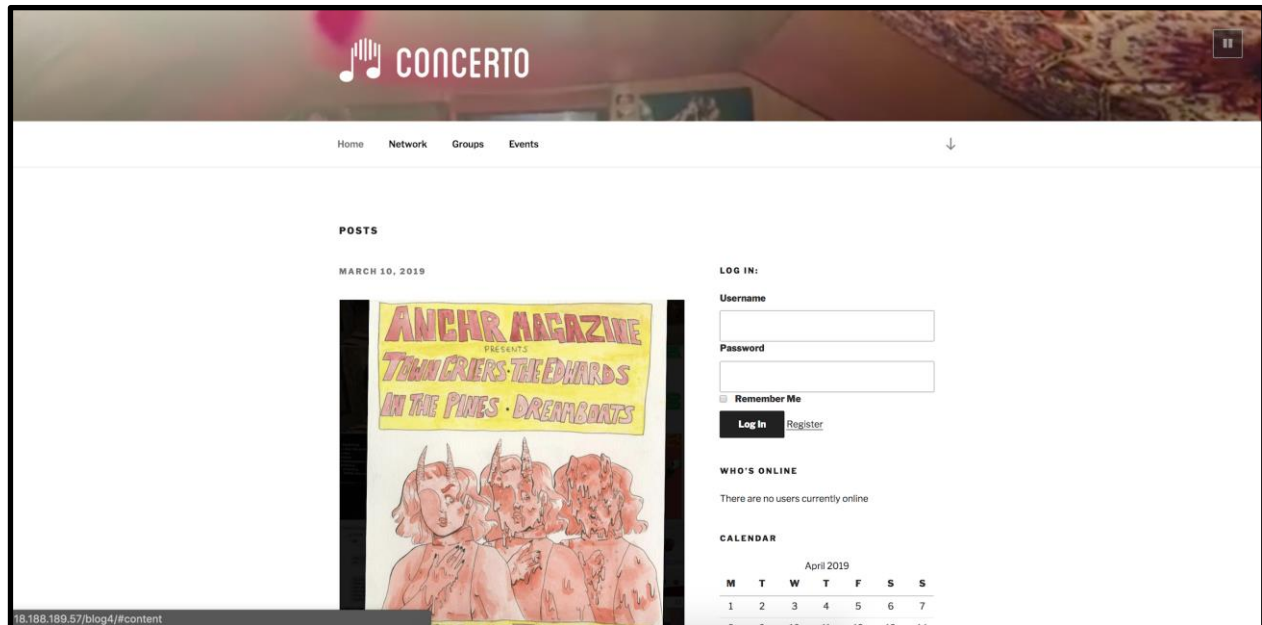 CONCERTO
Home Network Groups Events
POSTS
MARCH 10, 2019
ANCHR MAGAZINE
PRESENTS
TOWN CRIERS · THE EDWARDS
IN THE PINES · DREAMBOATS
LOG IN:
Username
Password
Remember Me
Log In Register
WHO'S ONLINE
There are no users currently online
CALENDAR
April 2019
M T W T F S S
1 2 3 4 5 6 7
18.188.189.57/blog4/#content